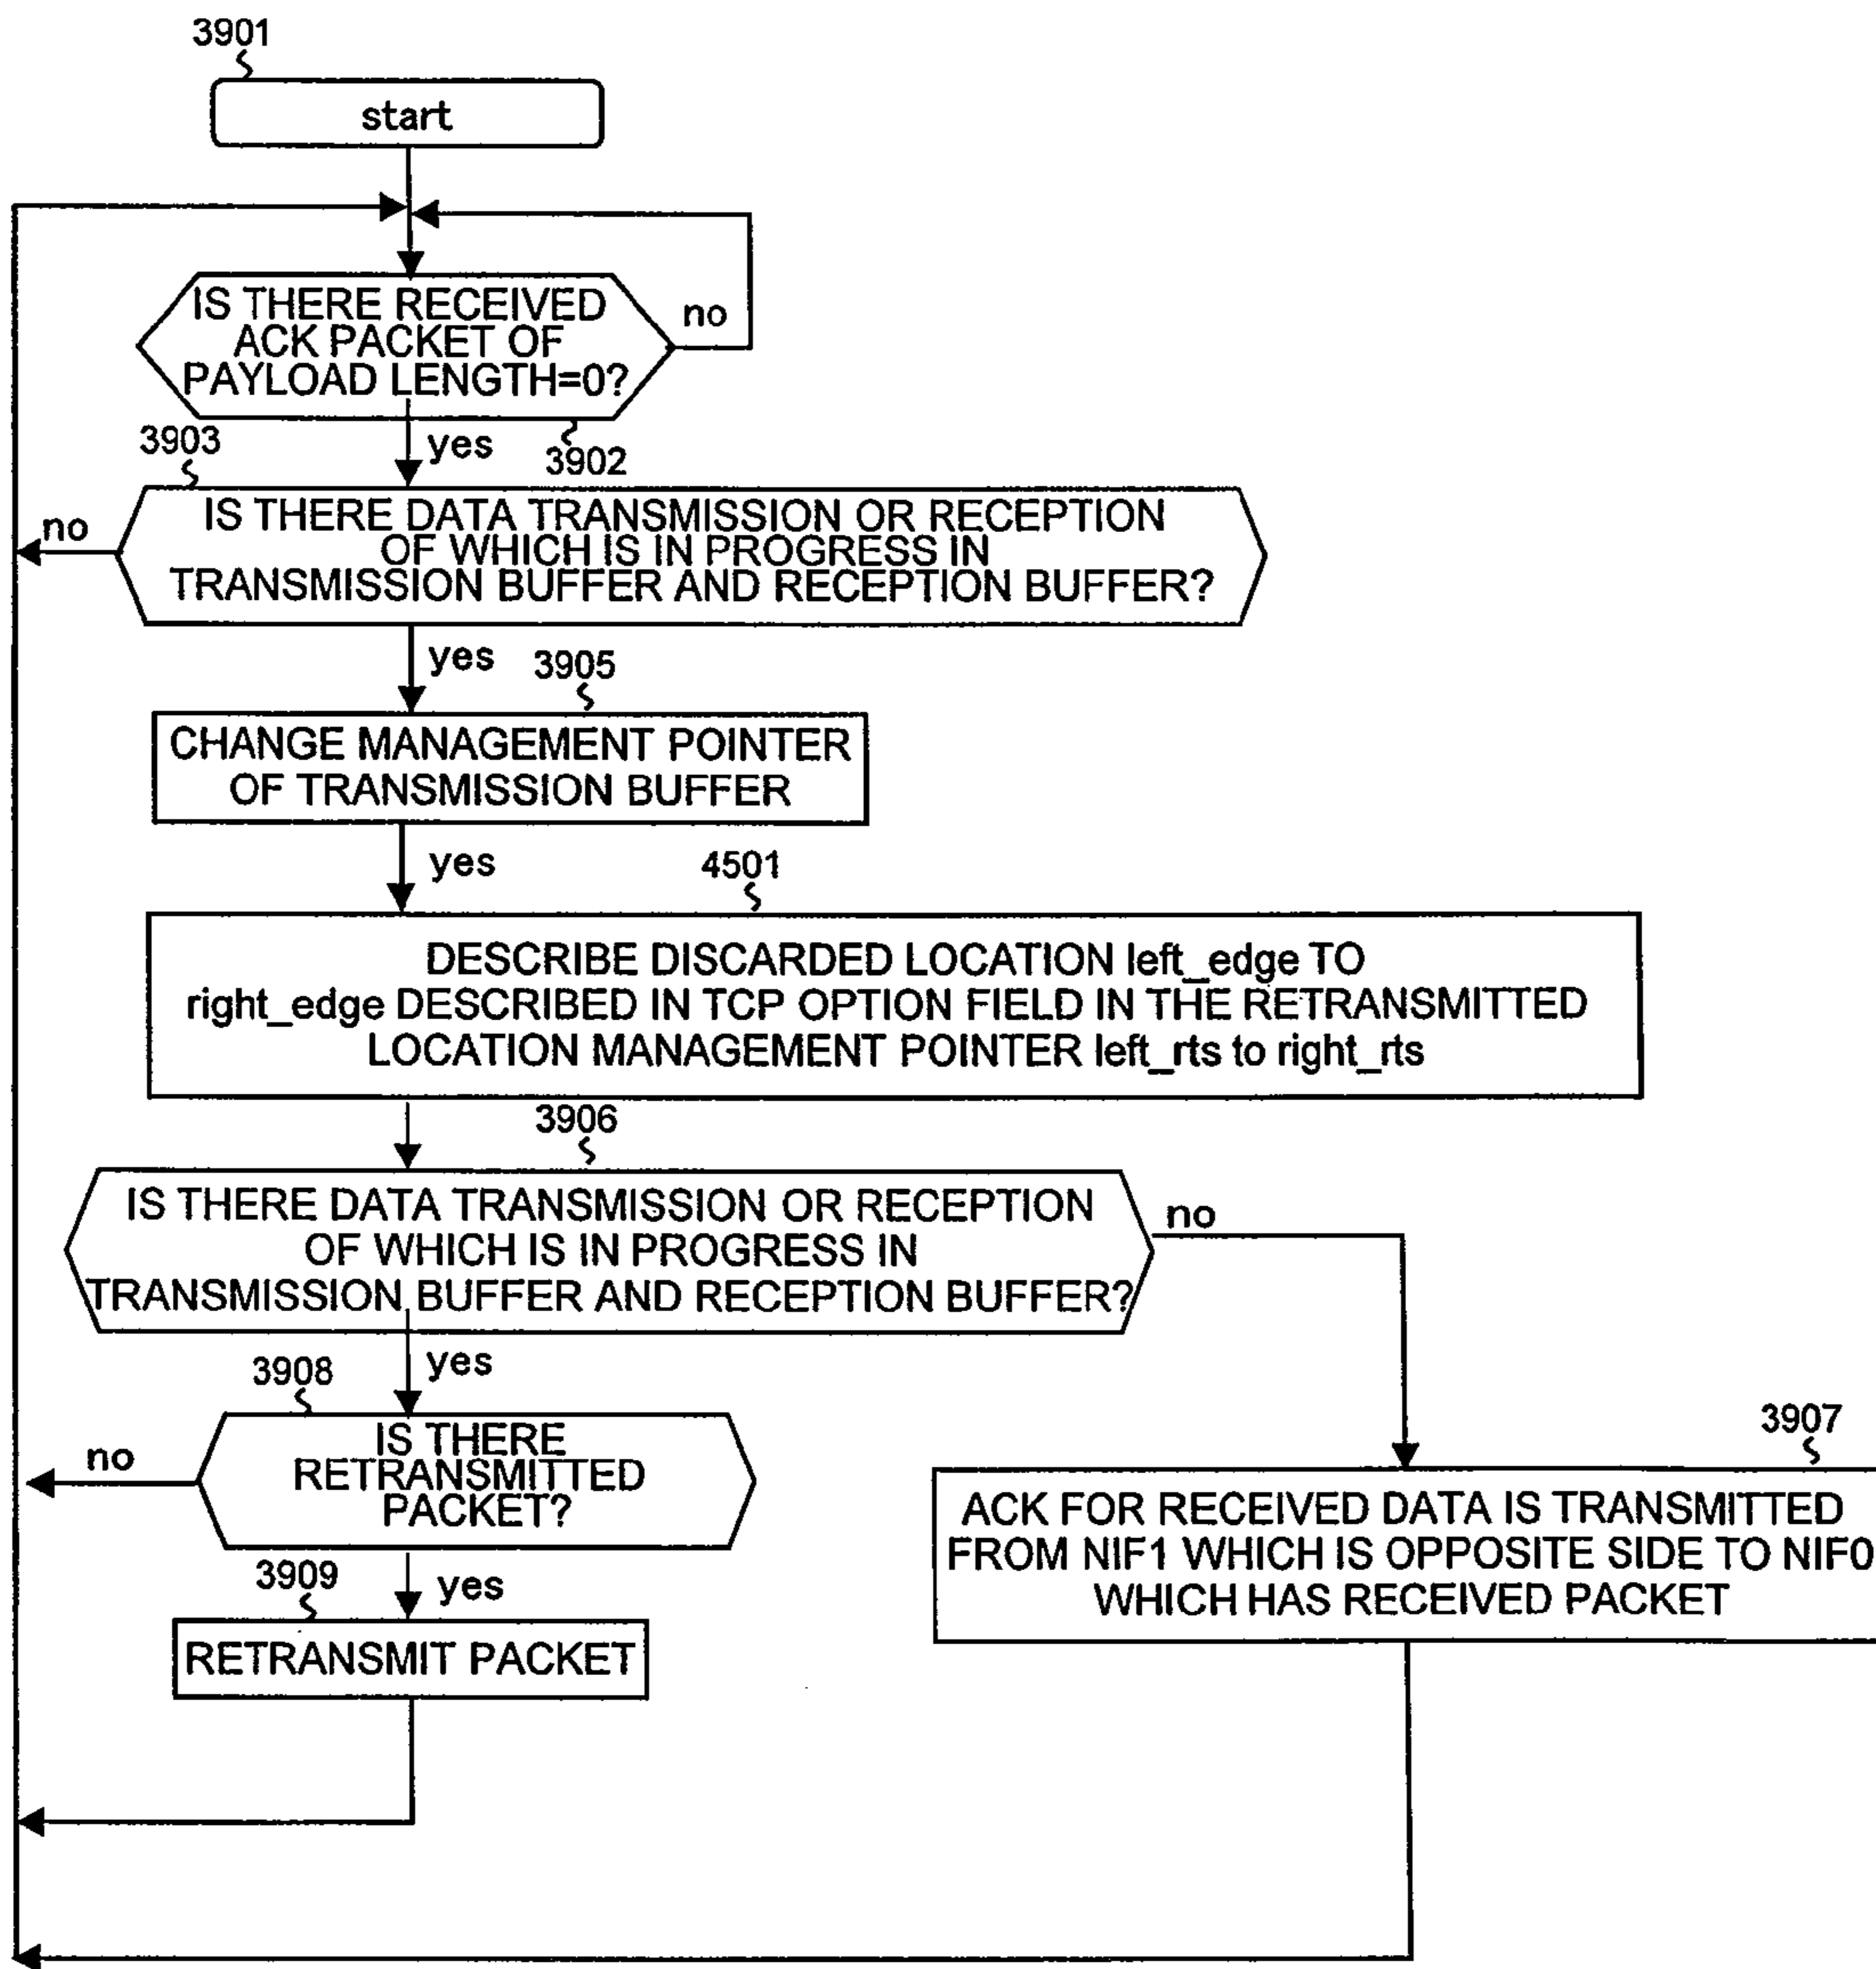 3901
start
IS THERE RECEIVED
ACK PACKET OF
PAYLOAD LENGTH=0?
no
3903
yes
3902
no
IS THERE DATA TRANSMISSION OR RECEPTION
OF WHICH IS IN PROGRESS IN
TRANSMISSION BUFFER AND RECEPTION BUFFER?
yes
3905
CHANGE MANAGEMENT POINTER
OF TRANSMISSION BUFFER
yes
4501
DESCRIBE DISCARDED LOCATION left_edge TO
right_edge DESCRIBED IN TCP OPTION FIELD IN THE RETRANSMITTED
LOCATION MANAGEMENT POINTER left_rts to right_rts
3906
IS THERE DATA TRANSMISSION OR RECEPTION
OF WHICH IS IN PROGRESS IN
TRANSMISSION BUFFER AND RECEPTION BUFFER?
no
yes
3908
no
IS THERE
RETRANSMITTED
PACKET?
3907
ACK FOR RECEIVED DATA IS TRANSMITTED
FROM NIF1 WHICH IS OPPOSITE SIDE TO NIF0
WHICH HAS RECEIVED PACKET
3909
yes
RETRANSMIT PACKET